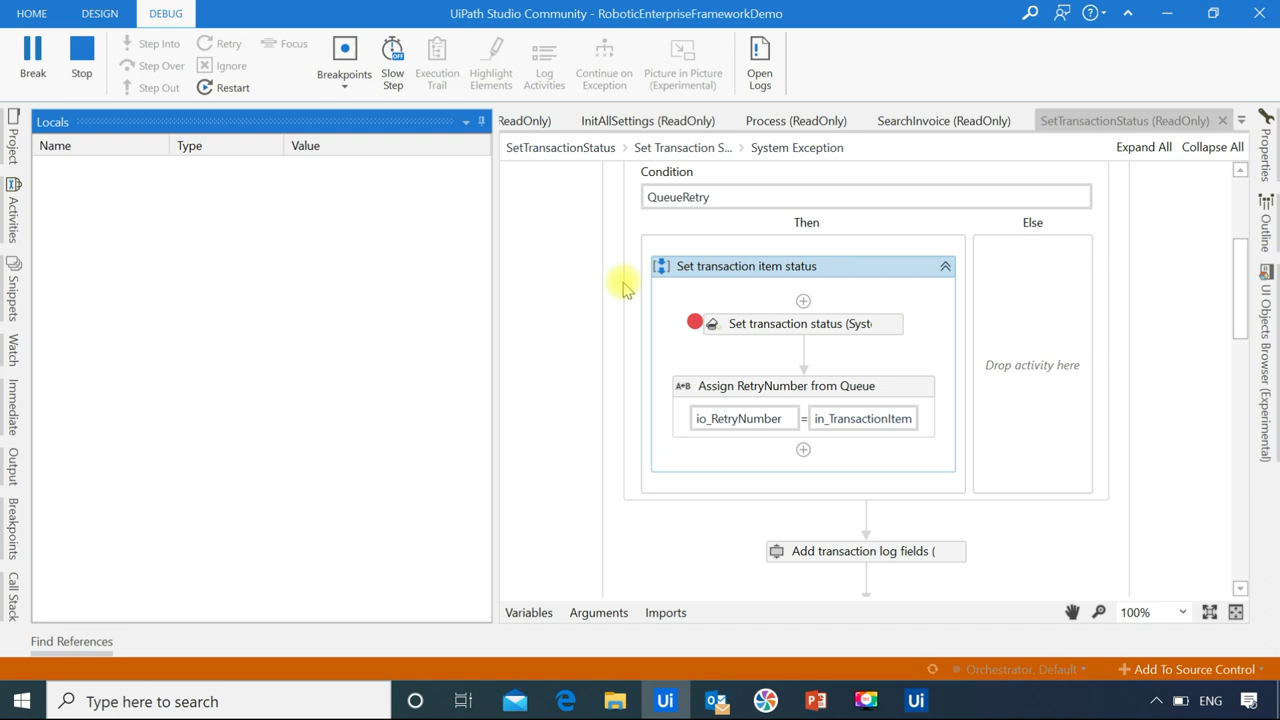 HOME
DESIGN
DEBUG
UiPath Studio Community - RoboticEnterpriseFrameworkDemo
Break
Stop
Step Into
Step Over
Step Out
Retry
Ignore
Restart
Focus
Breakpoints
Slow
Step
Execution
Trail
Highlight
Elements
Log
Activities
Continue on
Exception
Picture in Picture
(Experimental)
Open
Logs
Locals
Name
Type
Value
ReadOnly)
InitAllSettings (ReadOnly)
Process (ReadOnly)
SearchInvoice (ReadOnly)
SetTransactionStatus (ReadOnly)
SetTransactionStatus
Set Transaction S...
System Exception
Expand All
Collapse All
Project
Activities
Snippets
Watch
Immediate
Output
Breakpoints
Call Stack
Condition
QueueRetry
Then
Else
Set transaction item status
Set transaction status (Syst
Assign RetryNumber from Queue
A+B
io_RetryNumber
=
in_TransactionItem
Drop activity here
Add transaction log fields (
Properties
Outline
UI Objects Browser (Experimental)
Variables
Arguments
Imports
100%
Find References
Orchestrator, Default
Add To Source Control
Type here to search
Ui
Ui
ENG